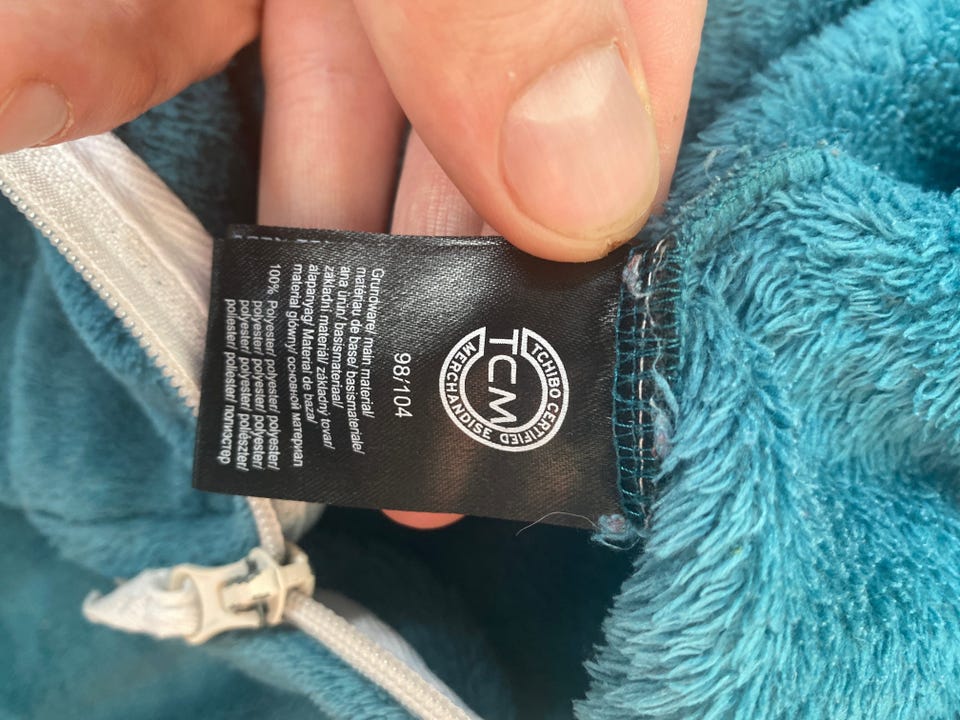 TCM
TCHIBO CERTIFIED
MERCHANDISE
98/104
Grundware/ main material/
matériau de base/ basismateriale/
ana ürün/ basismateriaal/
základní materiál/ základný tovar/
alapanyag/ Material de baza/
materiał główny/ основной материал
100% Polyester/ polyester/
polyester/ polyester/ polyester/
polyester/ polyester/ poliészter/
poliester/ poliester/ полиэстер